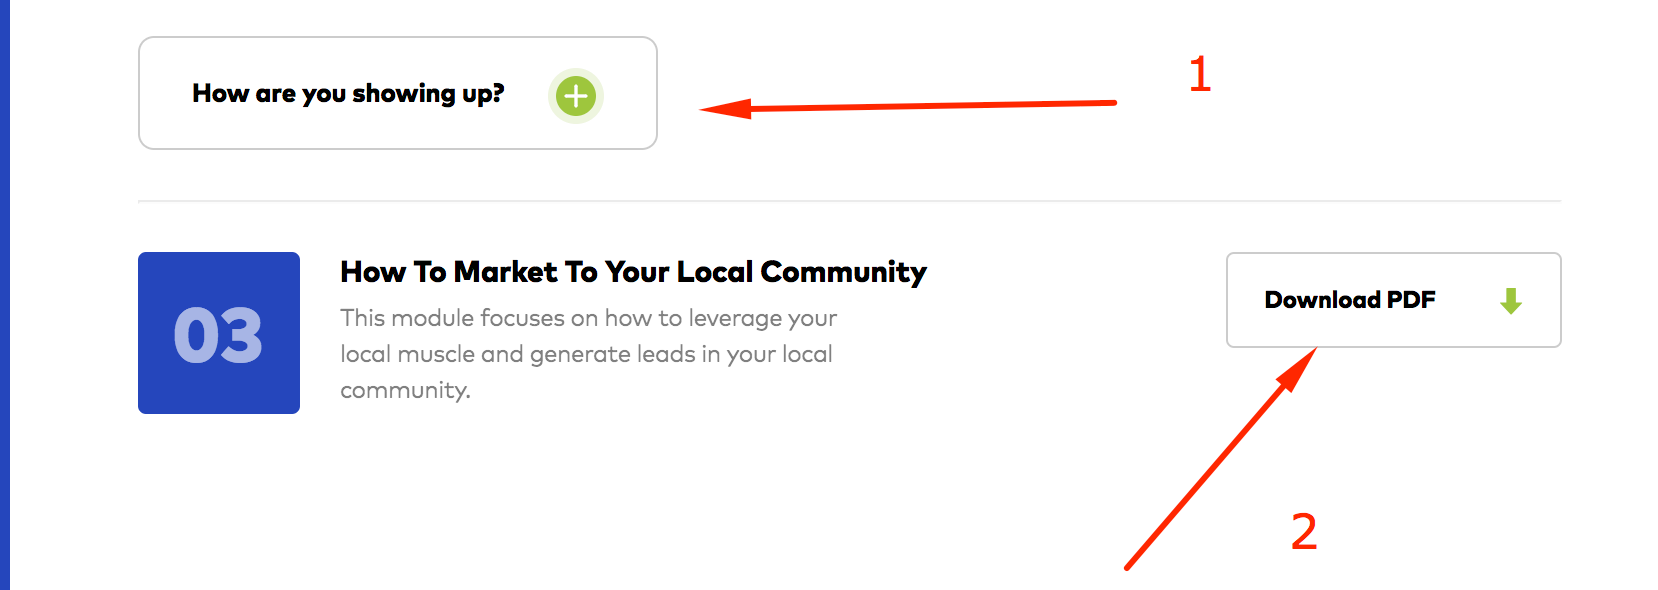 How are you showing up?
1
03
How To Market To Your Local Community
This module focuses on how to leverage your
local muscle and generate leads in your local
community.
Download PDF
2